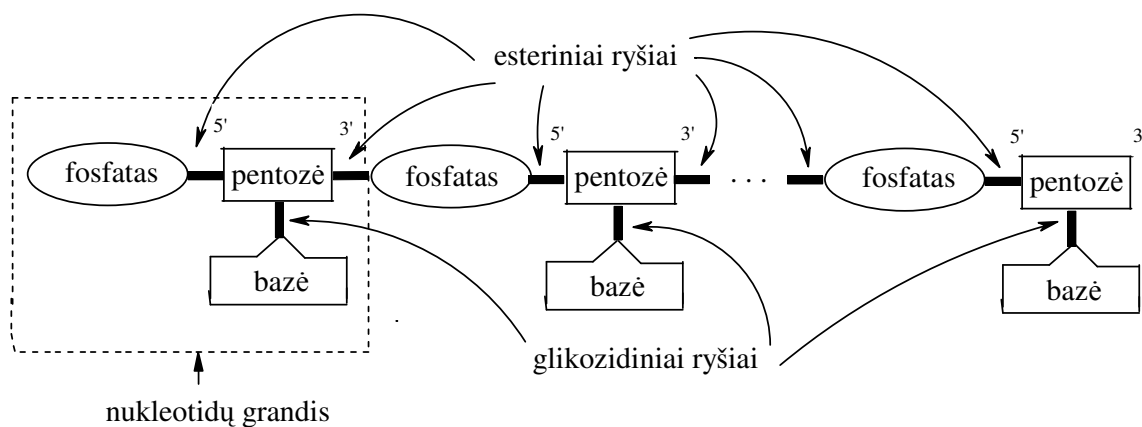 esteriniai ryšiai
5' 3' 5' 3' 5' 3
fosfatas pentozė fosfatas pentozė . . . fosfatas pentozė
bazė bazė bazė
glikozidiniai ryšiai
nukleotidų grandis